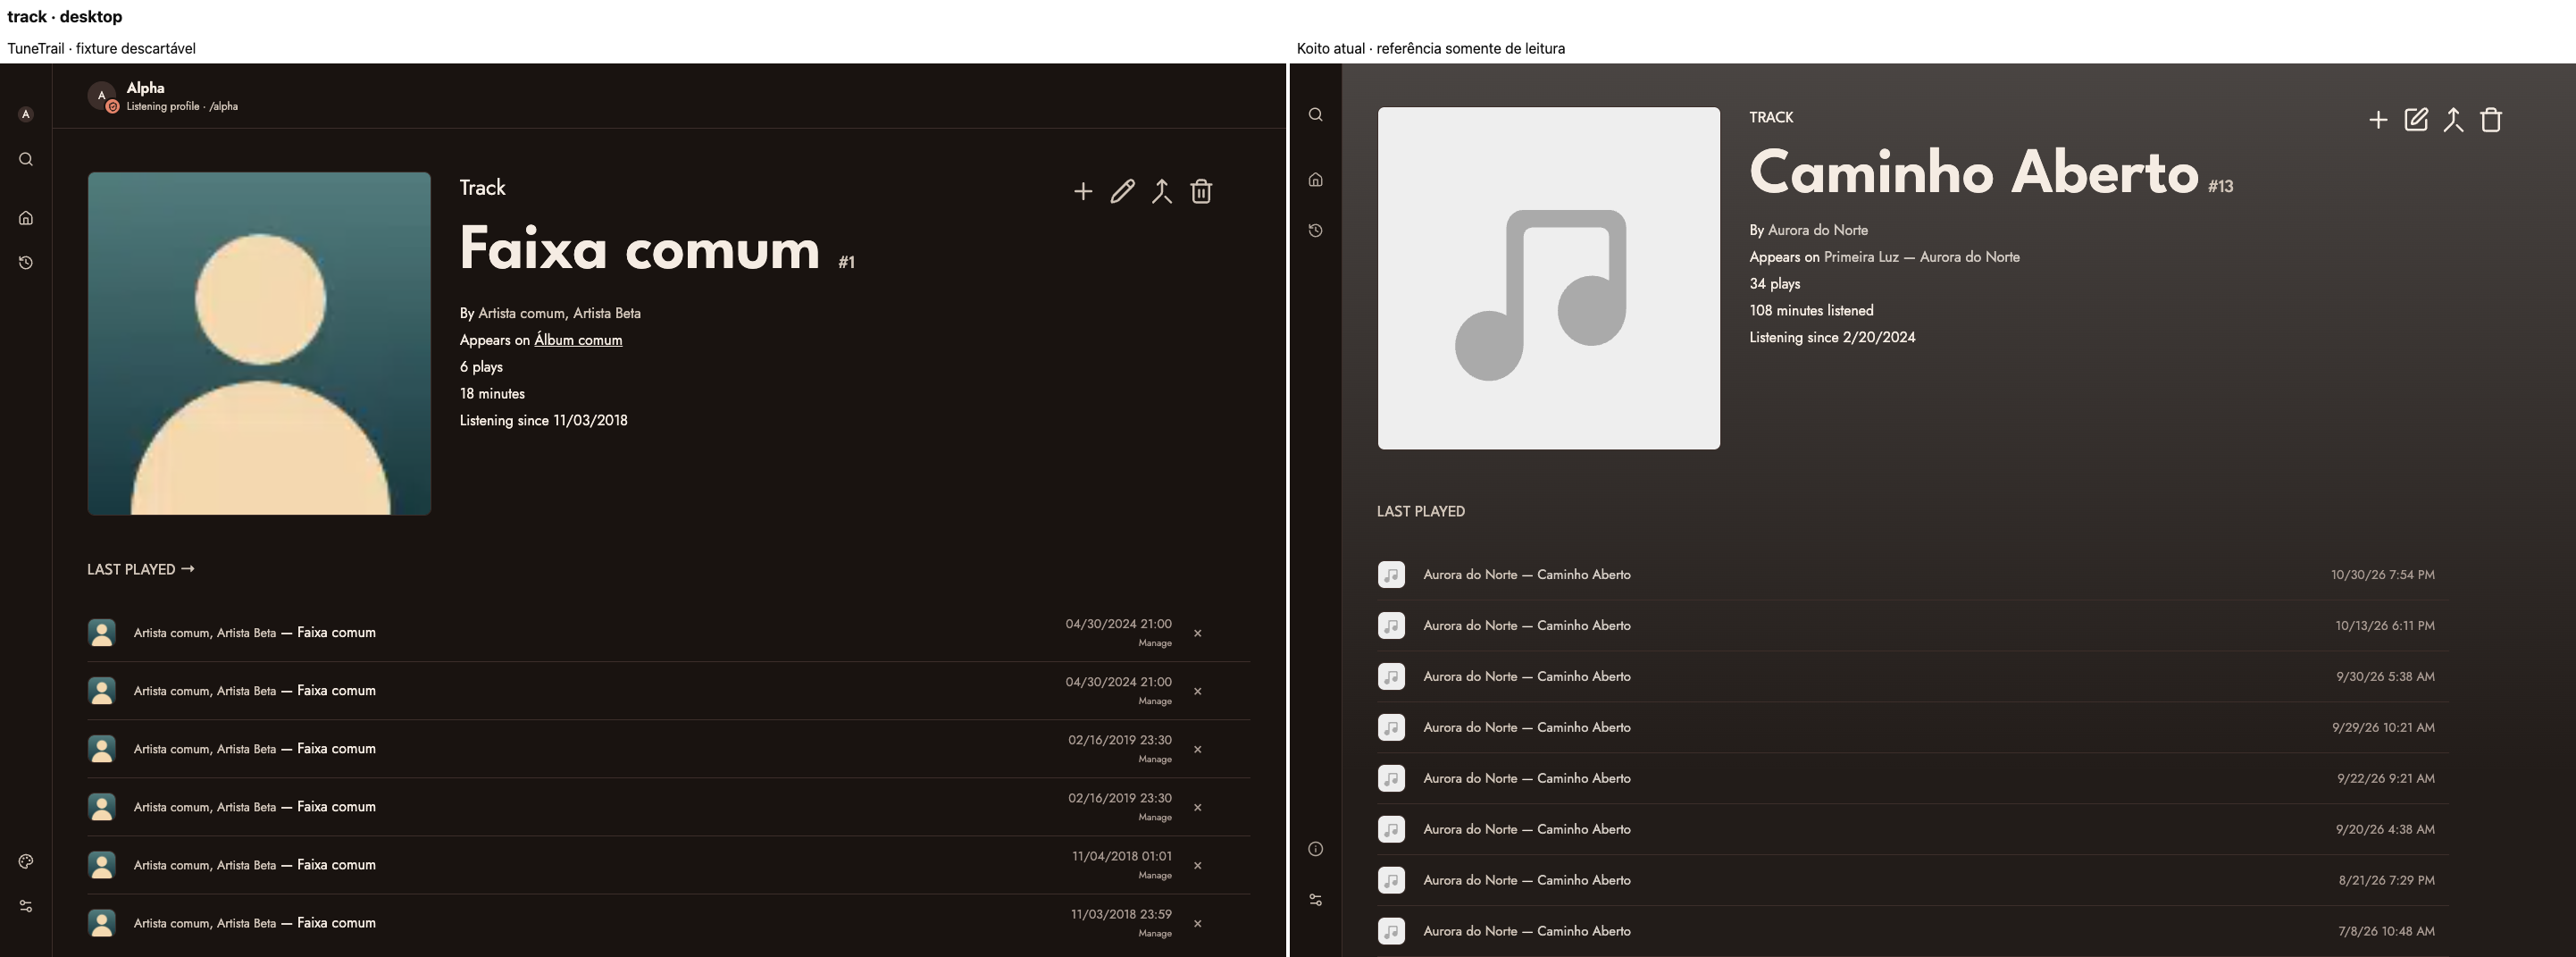 track · desktop
TuneTrail · fixture descartável
A
A
Alpha
Listening profile · /alpha
Track
Faixa comum #1
By Artista comum, Artista Beta
Appears on Álbum comum
6 plays
18 minutes
Listening since 11/03/2018
LAST PLAYED →
Artista comum, Artista Beta — Faixa comum 04/30/2024 21:00 ×
Manage
Artista comum, Artista Beta — Faixa comum 04/30/2024 21:00 ×
Manage
Artista comum, Artista Beta — Faixa comum 02/16/2019 23:30 ×
Manage
Artista comum, Artista Beta — Faixa comum 02/16/2019 23:30 ×
Manage
Artista comum, Artista Beta — Faixa comum 11/04/2018 01:01 ×
Manage
Artista comum, Artista Beta — Faixa comum 11/03/2018 23:59 ×
Manage
Koito atual · referência somente de leitura
TRACK
Caminho Aberto #13
By Aurora do Norte
Appears on Primeira Luz — Aurora do Norte
34 plays
108 minutes listened
Listening since 2/20/2024
LAST PLAYED
Aurora do Norte — Caminho Aberto 10/30/26 7:54 PM
Aurora do Norte — Caminho Aberto 10/13/26 6:11 PM
Aurora do Norte — Caminho Aberto 9/30/26 5:38 AM
Aurora do Norte — Caminho Aberto 9/29/26 10:21 AM
Aurora do Norte — Caminho Aberto 9/22/26 9:21 AM
Aurora do Norte — Caminho Aberto 9/20/26 4:38 AM
Aurora do Norte — Caminho Aberto 8/21/26 7:29 PM
Aurora do Norte — Caminho Aberto 7/8/26 10:48 AM